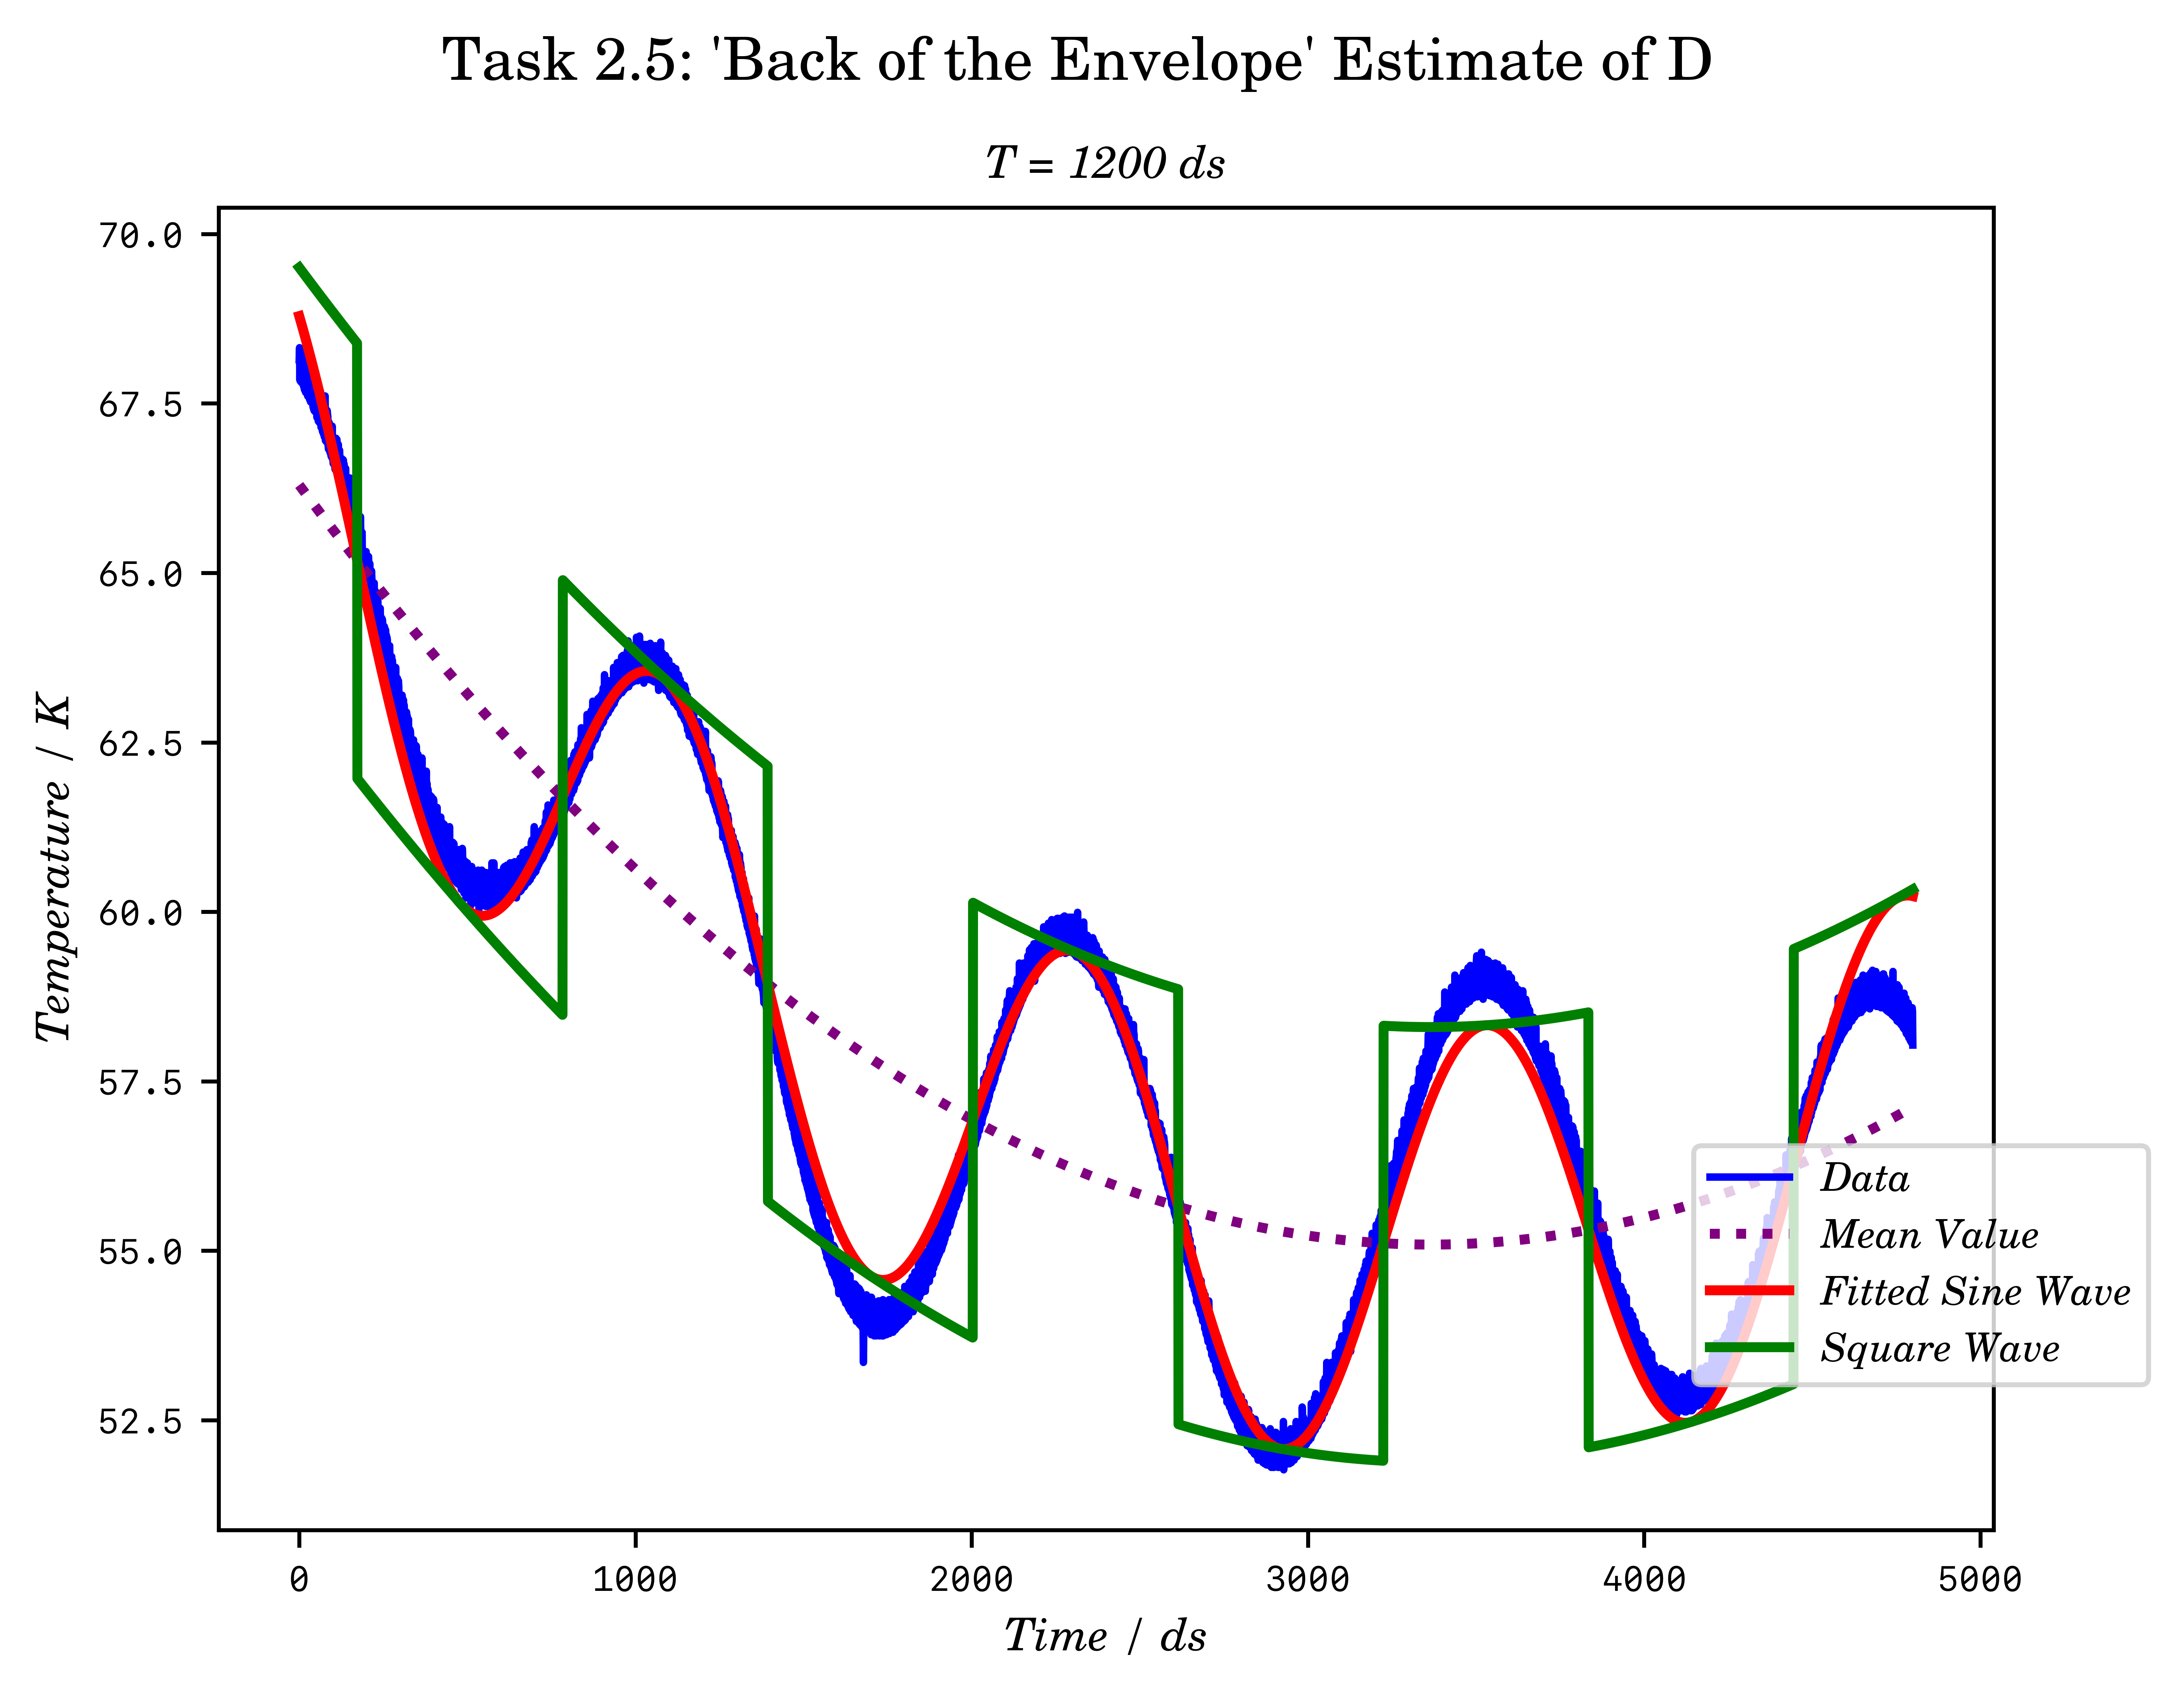 Task 2.5: 'Back of the Envelope' Estimate of D
T = 1200 ds
70.0
67.5
65.0
62.5
60.0
57.5
55.0
52.5
Temperature / K
0 1000 2000 3000 4000 5000
Time / ds
Data
Mean Value
Fitted Sine Wave
Square Wave